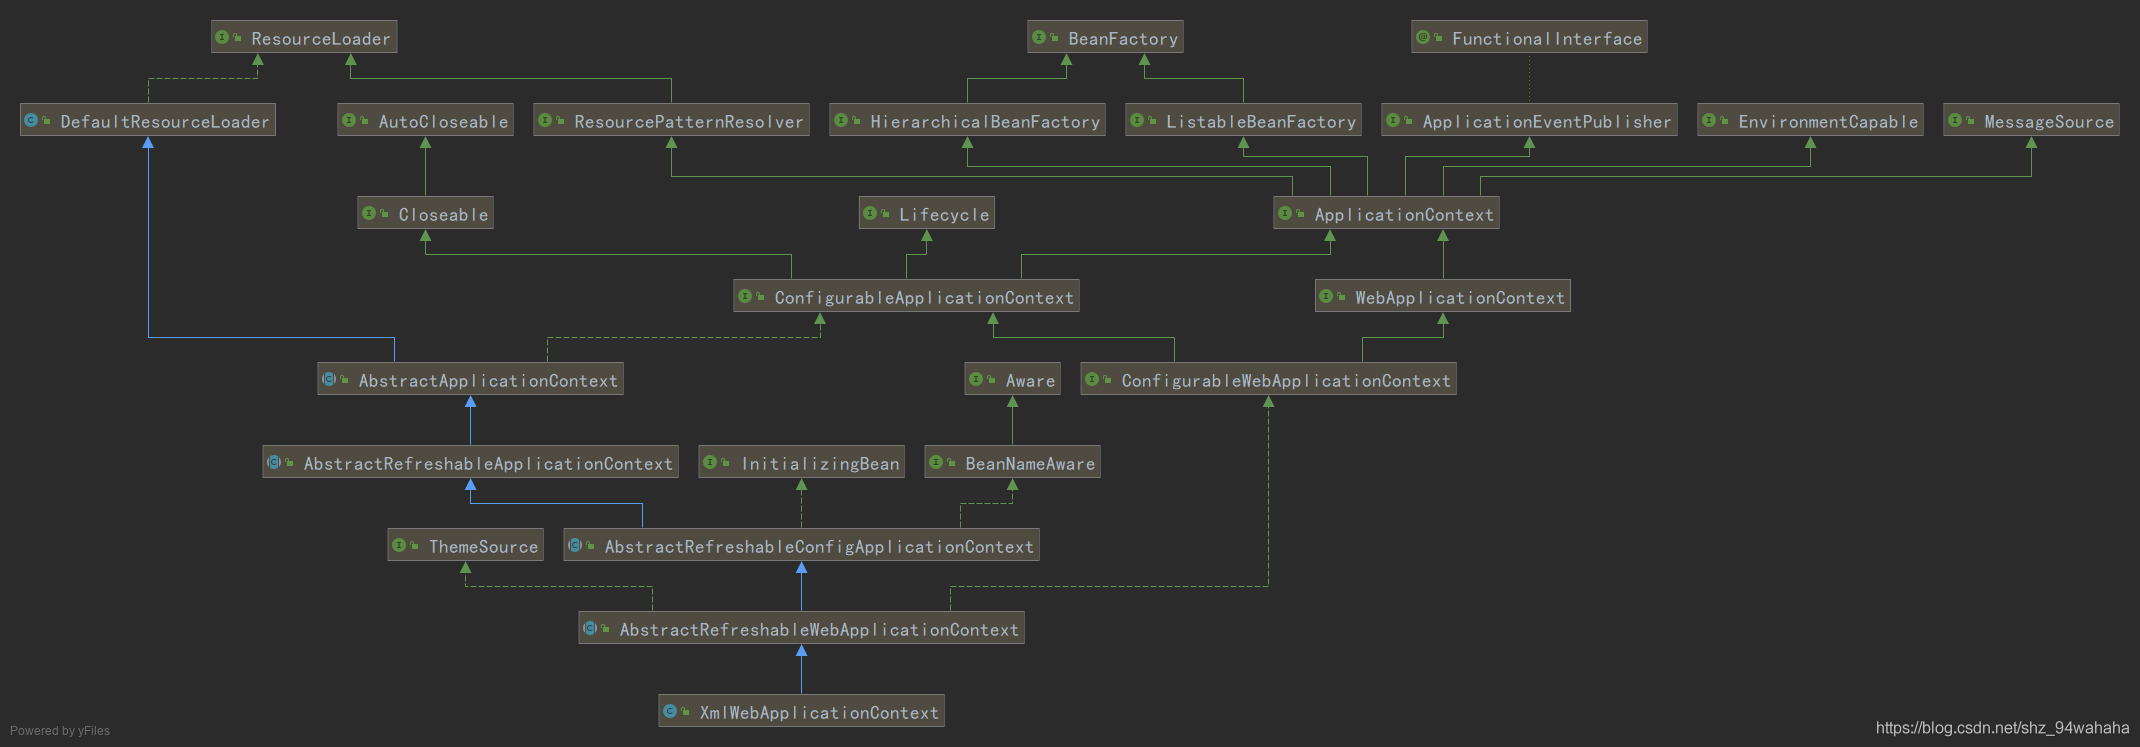 ResourceLoader
BeanFactory
FunctionalInterface
DefaultResourceLoader
AutoCloseable
ResourcePatternResolver
HierarchicalBeanFactory
ListableBeanFactory
ApplicationEventPublisher
EnvironmentCapable
MessageSource
Closeable
Lifecycle
ApplicationContext
ConfigurableApplicationContext
WebApplicationContext
AbstractApplicationContext
Aware
ConfigurableWebApplicationContext
AbstractRefreshableApplicationContext
InitializingBean
BeanNameAware
ThemeSource
AbstractRefreshableConfigApplicationContext
AbstractRefreshableWebApplicationContext
XmlWebApplicationContext
Powered by yFiles
https://blog.csdn.net/shz_94wahaha